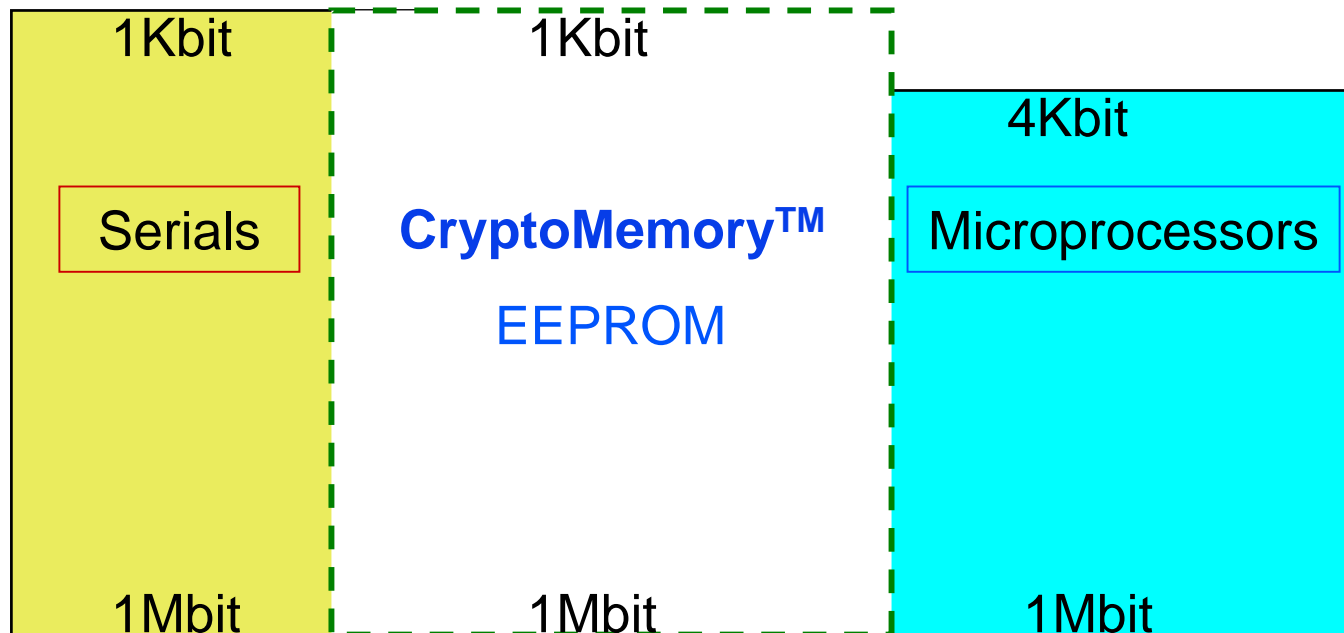 1Kbit
1Kbit
4Kbit
Serials
CryptoMemory™
Microprocessors
EEPROM
1Mbit
1Mbit
1Mbit